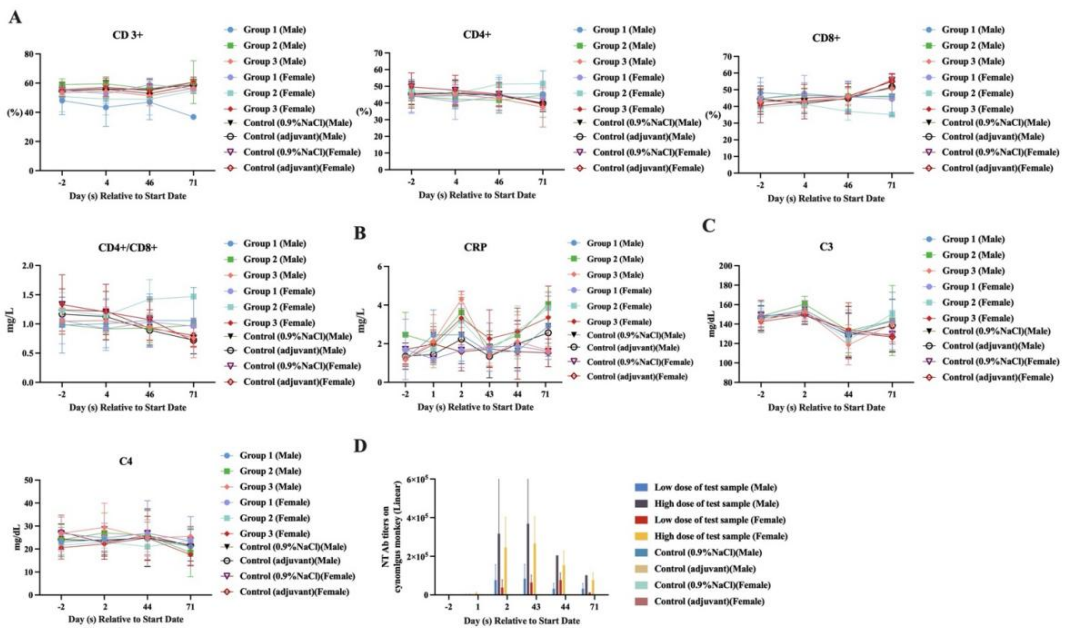 A
CD 3+
(%)
80
60
40
20
0
-2 4 46 71
Day (s) Relative to Start Date
Group 1 (Male)
Group 2 (Male)
Group 3 (Male)
Group 1 (Female)
Group 2 (Female)
Group 3 (Female)
Control (0.9%NaCl)(Male)
Control (adjuvant)(Male)
Control (0.9%NaCl)(Female)
Control (adjuvant)(Female)
CD4+
(%)
70
60
50
40
30
20
10
0
-2 4 46 71
Day (s) Relative to Start Date
Group 1 (Male)
Group 2 (Male)
Group 3 (Male)
Group 1 (Female)
Group 2 (Female)
Group 3 (Female)
Control (0.9%NaCl)(Male)
Control (adjuvant)(Male)
Control (0.9%NaCl)(Female)
Control (adjuvant)(Female)
CD8+
(%)
70
60
50
40
30
20
10
0
-2 4 46 71
Day (s) Relative to Start Date
Group 1 (Male)
Group 2 (Male)
Group 3 (Male)
Group 1 (Female)
Group 2 (Female)
Group 3 (Female)
Control (0.9%NaCl)(Male)
Control (adjuvant)(Male)
Control (0.9%NaCl)(Female)
Control (adjuvant)(Female)
CD4+/CD8+
mg/L
2.0
1.5
1.0
0.5
0.0
-2 4 46 71
Day (s) Relative to Start Date
Group 1 (Male)
Group 2 (Male)
Group 3 (Male)
Group 1 (Female)
Group 2 (Female)
Group 3 (Female)
Control (0.9%NaCl)(Male)
Control (adjuvant)(Male)
Control (0.9%NaCl)(Female)
Control (adjuvant)(Female)
B
CRP
mg/L
6
4
2
0
-2 1 2 43 44 71
Day (s) Relative to Start Date
Group 1 (Male)
Group 2 (Male)
Group 3 (Male)
Group 1 (Female)
Group 2 (Female)
Group 3 (Female)
Control (0.9%NaCl)(Male)
Control (adjuvant)(Male)
Control (0.9%NaCl)(Female)
Control (adjuvant)(Female)
C
C3
mg/dL
200
180
160
140
120
100
80
-2 2 44 71
Day (s) Relative to Start Date
Group 1 (Male)
Group 2 (Male)
Group 3 (Male)
Group 1 (Female)
Group 2 (Female)
Group 3 (Female)
Control (0.9%NaCl)(Male)
Control (adjuvant)(Male)
Control (0.9%NaCl)(Female)
Control (adjuvant)(Female)
C4
mg/dL
50
40
30
20
10
0
-2 2 44 71
Day (s) Relative to Start Date
Group 1 (Male)
Group 2 (Male)
Group 3 (Male)
Group 1 (Female)
Group 2 (Female)
Group 3 (Female)
Control (0.9%NaCl)(Male)
Control (adjuvant)(Male)
Control (0.9%NaCl)(Female)
Control (adjuvant)(Female)
D
NT Ab titers on
cynomlgus monkey (Linear)
6×10⁵
4×10⁵
2×10⁵
0
-2 1 2 43 44 71
Day (s) Relative to Start Date
Low dose of test sample (Male)
High dose of test sample (Male)
Low dose of test sample (Female)
High dose of test sample (Female)
Control (0.9%NaCl)(Male)
Control (adjuvant)(Male)
Control (0.9%NaCl)(Female)
Control (adjuvant)(Female)